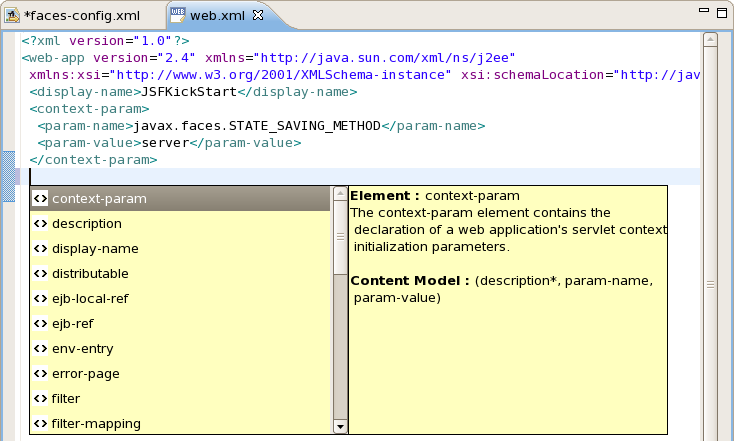 *faces-config.xml
web.xml
<?xml version="1.0"?>
<web-app version="2.4" xmlns="http://java.sun.com/xml/ns/j2ee"
xmlns:xsi="http://www.w3.org/2001/XMLSchema-instance" xsi:schemaLocation="http://jav
<display-name>JSFKickStart</display-name>
<context-param>
<param-name>javax.faces.STATE_SAVING_METHOD</param-name>
<param-value>server</param-value>
</context-param>
<> context-param
<> description
<> display-name
<> distributable
<> ejb-local-ref
<> ejb-ref
<> env-entry
<> error-page
<> filter
<> filter-mapping
Element : context-param
The context-param element contains the
declaration of a web application's servlet context
initialization parameters.
Content Model : (description*, param-name,
param-value)